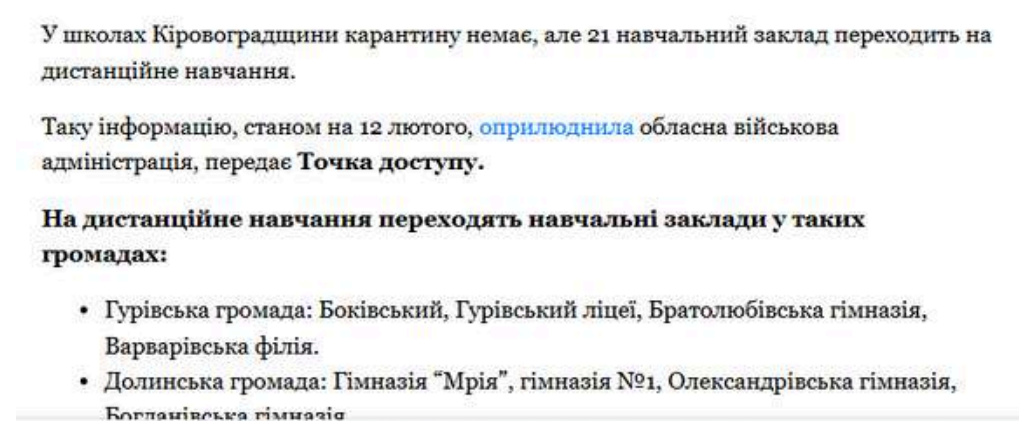 У школах Кіровоградщини карантину немає, але 21 навчальний заклад переходить на
дистанційне навчання.
Таку інформацію, станом на 12 лютого, оприлюднила обласна військова
адміністрація, передає Точка доступу.
На дистанційне навчання переходять навчальні заклади у таких
громадах:
• Гурівська громада: Боківський, Гурівський ліцеї, Братолюбівська гімназія,
Варварівська філія.
• Долинська громада: Гімназія “Мрія”, гімназія №1, Олександрівська гімназія,
Богданівська гімназія